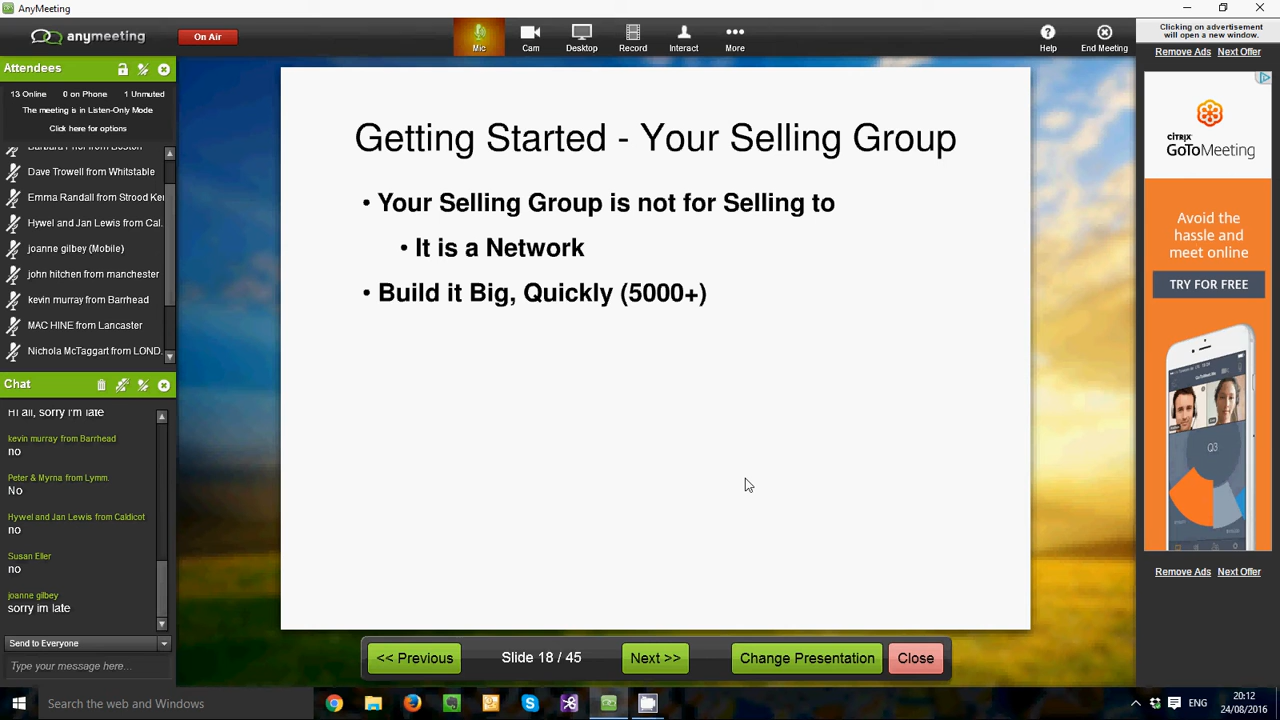 AnyMeeting
anymeeting
On Air
Mic
Cam
Desktop
Record
Interact
More
Help
End Meeting
Clicking on advertisement
will open a new window.
Remove Ads Next Offer
Attendees
13 Online 0 on Phone 1 Unmuted
The meeting is in Listen-Only Mode
Click here for options
Dave Trowell from Whitstable
Emma Randall from Strood Ker
Hywel and Jan Lewis from Cal.
joanne gilbey (Mobile)
john hitchen from manchester
kevin murray from Barrhead
MAC HINE from Lancaster
Nichola McTaggart from LOND.
Chat
Hi all, sorry i'm late
kevin murray from Barrhead
no
Peter & Myrna from Lymm.
No
Hywel and Jan Lewis from Caldicot
no
Susan Eller
no
joanne gilbey
sorry im late
Send to Everyone
Type your message here...
Getting Started - Your Selling Group
• Your Selling Group is not for Selling to
• It is a Network
• Build it Big, Quickly (5000+)
<< Previous
Slide 18 / 45
Next >>
Change Presentation
Close
CITRIX
GoToMeeting
Avoid the
hassle and
meet online
TRY FOR FREE
Q3
Remove Ads Next Offer
Search the web and Windows
ENG
20:12
24/08/2016